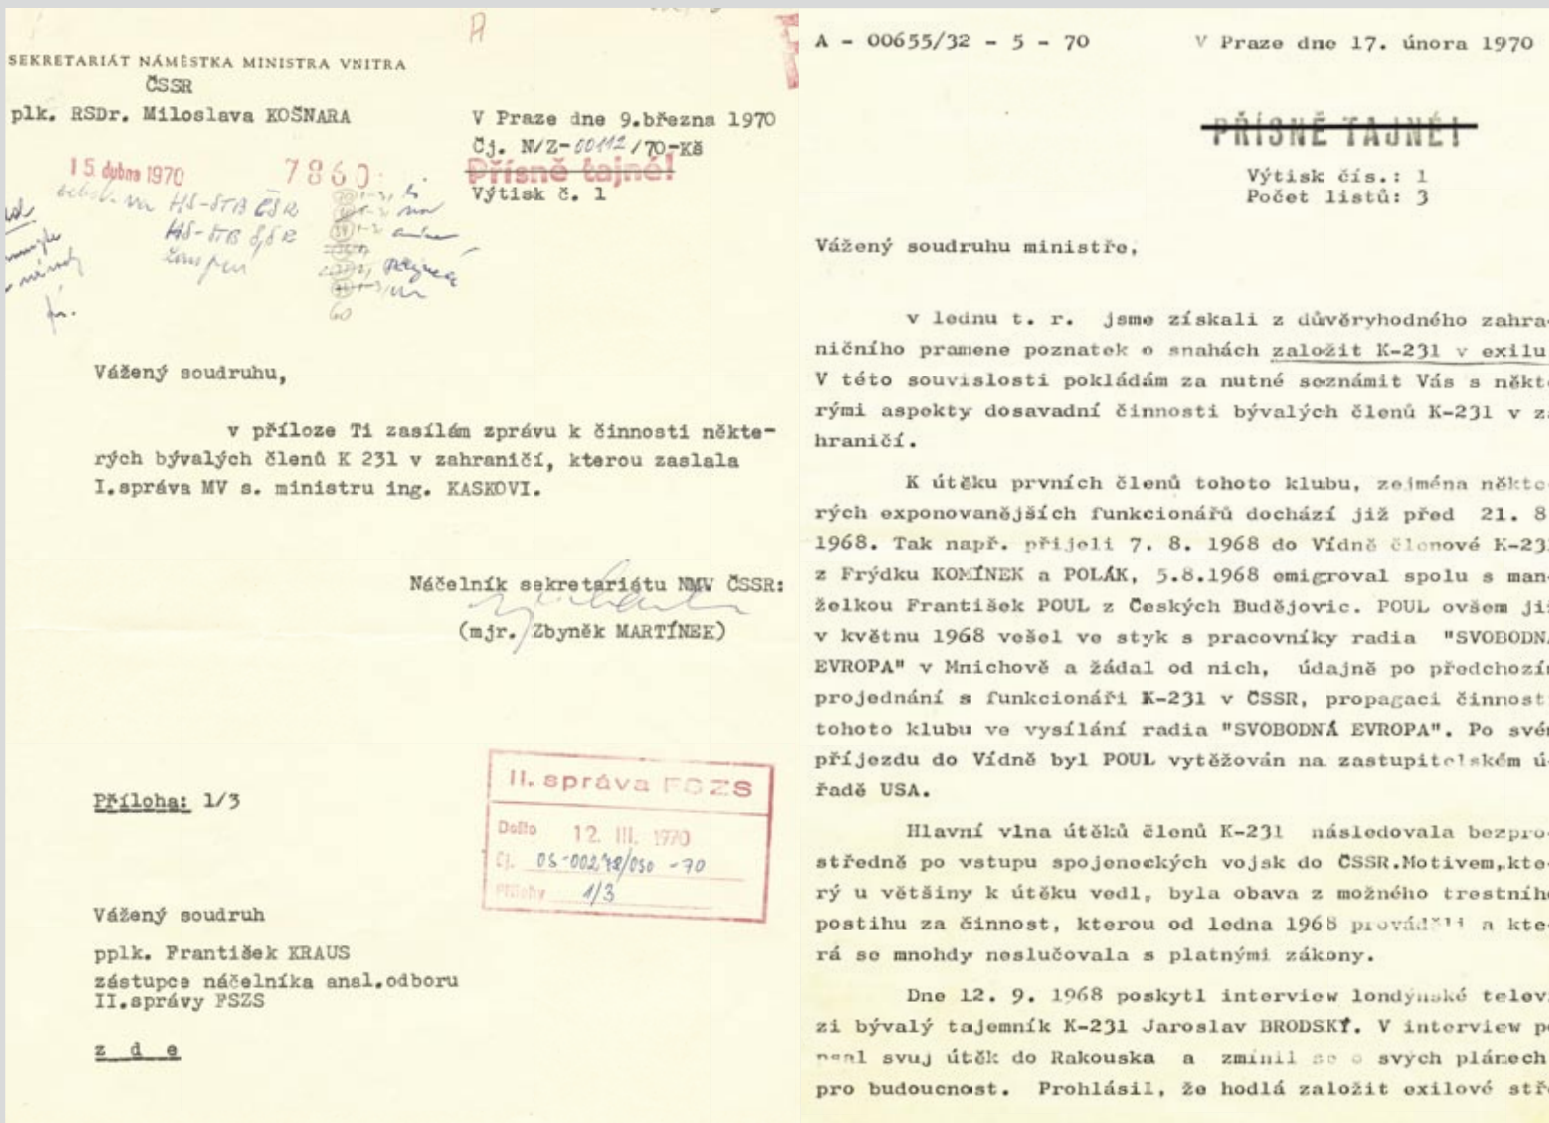 A
SEKRETARIÁT NÁMĚSTKA MINISTRA VNITRA
ČSSR
plk. RSDr. Miloslava KOŠNARA
V Praze dne 9.března 1970
Čj. N/Z-00112/70-Kš
Přísně tajné!
Výtisk č. 1
15. dubna 1970
7860
na HS-STB ČSR
HS-STB SSR
60
Vážený soudruhu,
v příloze Ti zasílám zprávu k činnosti někte-
rých bývalých členů K 231 v zahraničí, kterou zaslala
I.správa MV s. ministru ing. KASKOVI.
Náčelník sekretariátu NMV ČSSR:
(mjr. Zbyněk MARTÍNEK)
Příloha: 1/3
II. správa FSZS
Došlo 12. III. 1970
Čj.
Přílohy 1/3
Vážený soudruh
pplk. František KRAUS
zástupce náčelníka anal.odboru
II.správy FSZS
z d e
A - 00655/32 - 5 - 70
V Praze dne 17. února 1970
PŘÍSNĚ TAJNÉ!
Výtisk čís.: 1
Počet listů: 3
Vážený soudruhu ministře,
v lednu t. r. jsme získali z důvěryhodného zahra-
ničního pramene poznatek o snahách založit K-231 v exilu
V této souvislosti pokládám za nutné seznámit Vás s někt
rými aspekty dosavadní činnosti bývalých členů K-231 v z
hraničí.
K útěku prvních členů tohoto klubu, zejména někte
rých exponovanějších funkcionářů dochází již před 21. 8
1968. Tak např. přijeli 7. 8. 1968 do Vídně členové K-231
z Frýdku KOMÍNEK a POLÁK, 5.8.1968 emigroval spolu s man
želkou František POUL z Českých Budějovic. POUL ovšem již
v květnu 1968 vešel ve styk s pracovníky radia "SVOBODNÁ
EVROPA" v Mnichově a žádal od nich, údajně po předchozím
projednání s funkcionáři K-231 v ČSSR, propagaci činnosti
tohoto klubu ve vysílání radia "SVOBODNÁ EVROPA". Po svém
příjezdu do Vídně byl POUL vytěžován na zastupitelském ú-
řadě USA.
Hlavní vlna útěků členů K-231 následovala bezpro-
středně po vstupu spojeneckých vojsk do ČSSR.Motivem,kte-
rý u většiny k útěku vedl, byla obava z možného trestního
postihu za činnost, kterou od ledna 1968 prováděli a kte-
rá se mnohdy neslučovala s platnými zákony.
Dne 12. 9. 1968 poskytl interview londýnské telev
zi bývalý tajemník K-231 Jaroslav BRODSKÝ. V interview p
psal svuj útěk do Rakouska a zmínil se o svých plánech
pro budoucnost. Prohlásil, že hodlá založit exilové stř